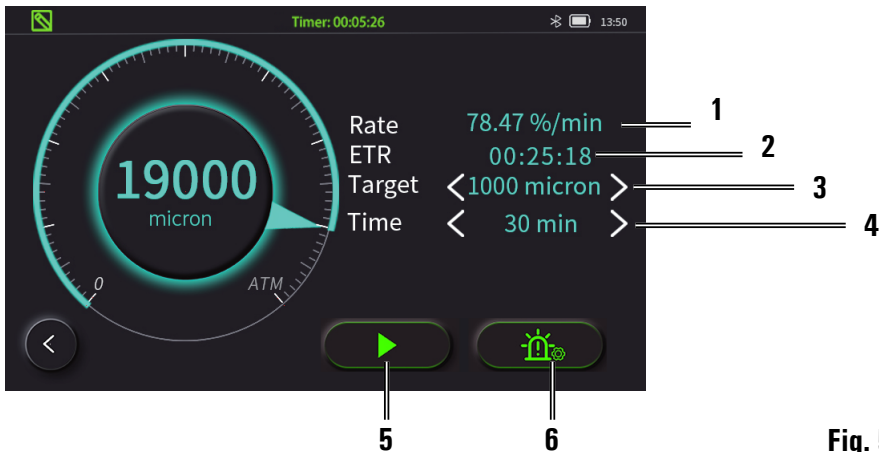 Timer: 00:05:26 13:50
Rate 78.47 %/min 1
ETR 00:25:18 2
Target 1000 micron 3
Time 30 min 4
19000
micron
0 ATM
5 6
Fig.